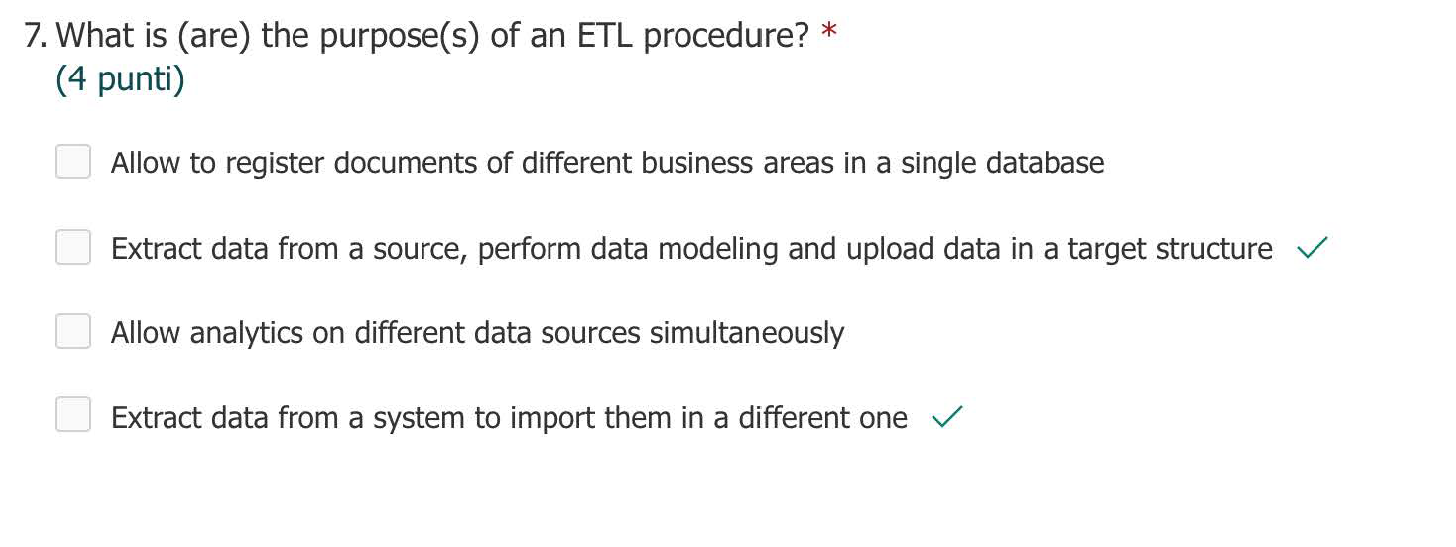 7. What is (are) the purpose(s) of an ETL procedure? *
(4 punti)
Allow to register documents of different business areas in a single database
Extract data from a source, perform data modeling and upload data in a target structure
Allow analytics on different data sources simultaneously
Extract data from a system to import them in a different one